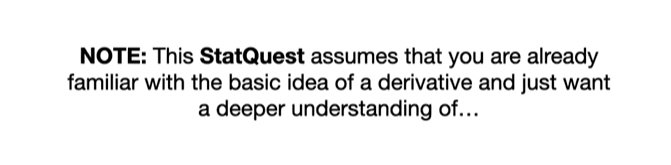 NOTE: This StatQuest assumes that you are already
familiar with the basic idea of a derivative and just want
a deeper understanding of…